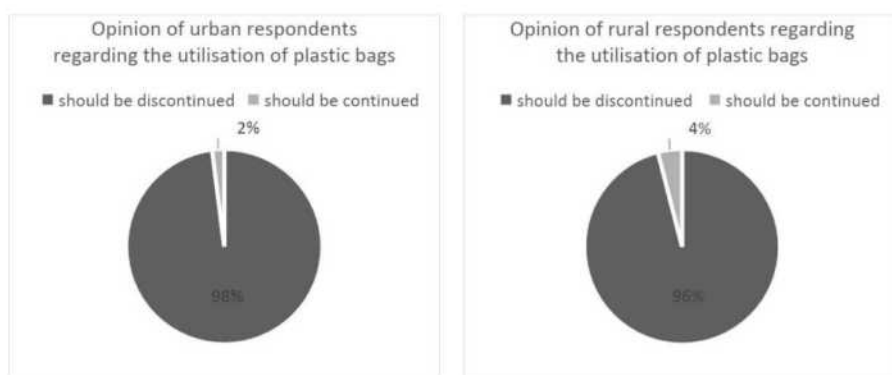 Opinion of urban respondents
regarding the utilisation of plastic bags
should be discontinued should be continued
2%
98%
Opinion of rural respondents regarding
the utilisation of plastic bags
should be discontinued should be continued
4%
96%